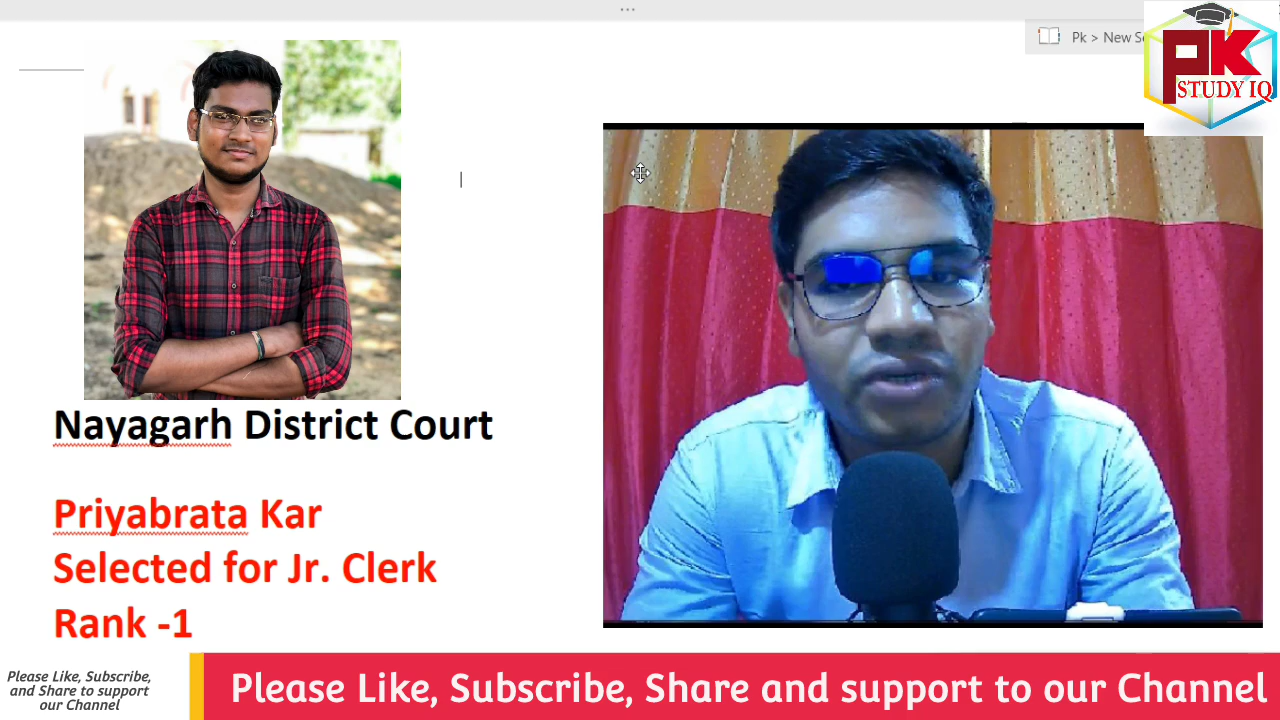 ...
Pk > New Se
PK
STUDY IQ
Nayagarh District Court
Priyabrata Kar
Selected for Jr. Clerk
Rank -1
Please Like, Subscribe,
and Share to support
our Channel
Please Like, Subscribe, Share and support to our Channel